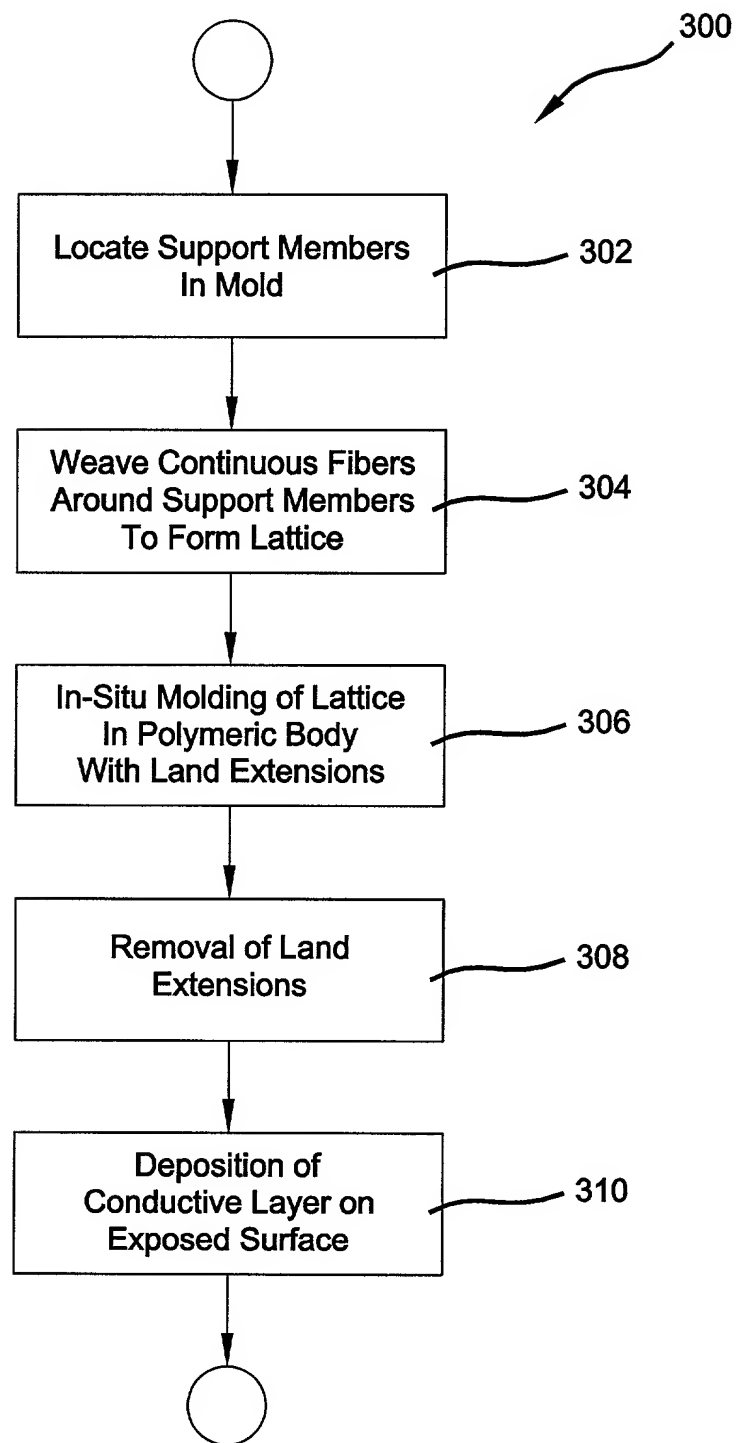 300
Locate Support Members
In Mold
302
Weave Continuous Fibers
Around Support Members
To Form Lattice
304
In-Situ Molding of Lattice
In Polymeric Body
With Land Extensions
306
Removal of Land
Extensions
308
Deposition of
Conductive Layer on
Exposed Surface
310